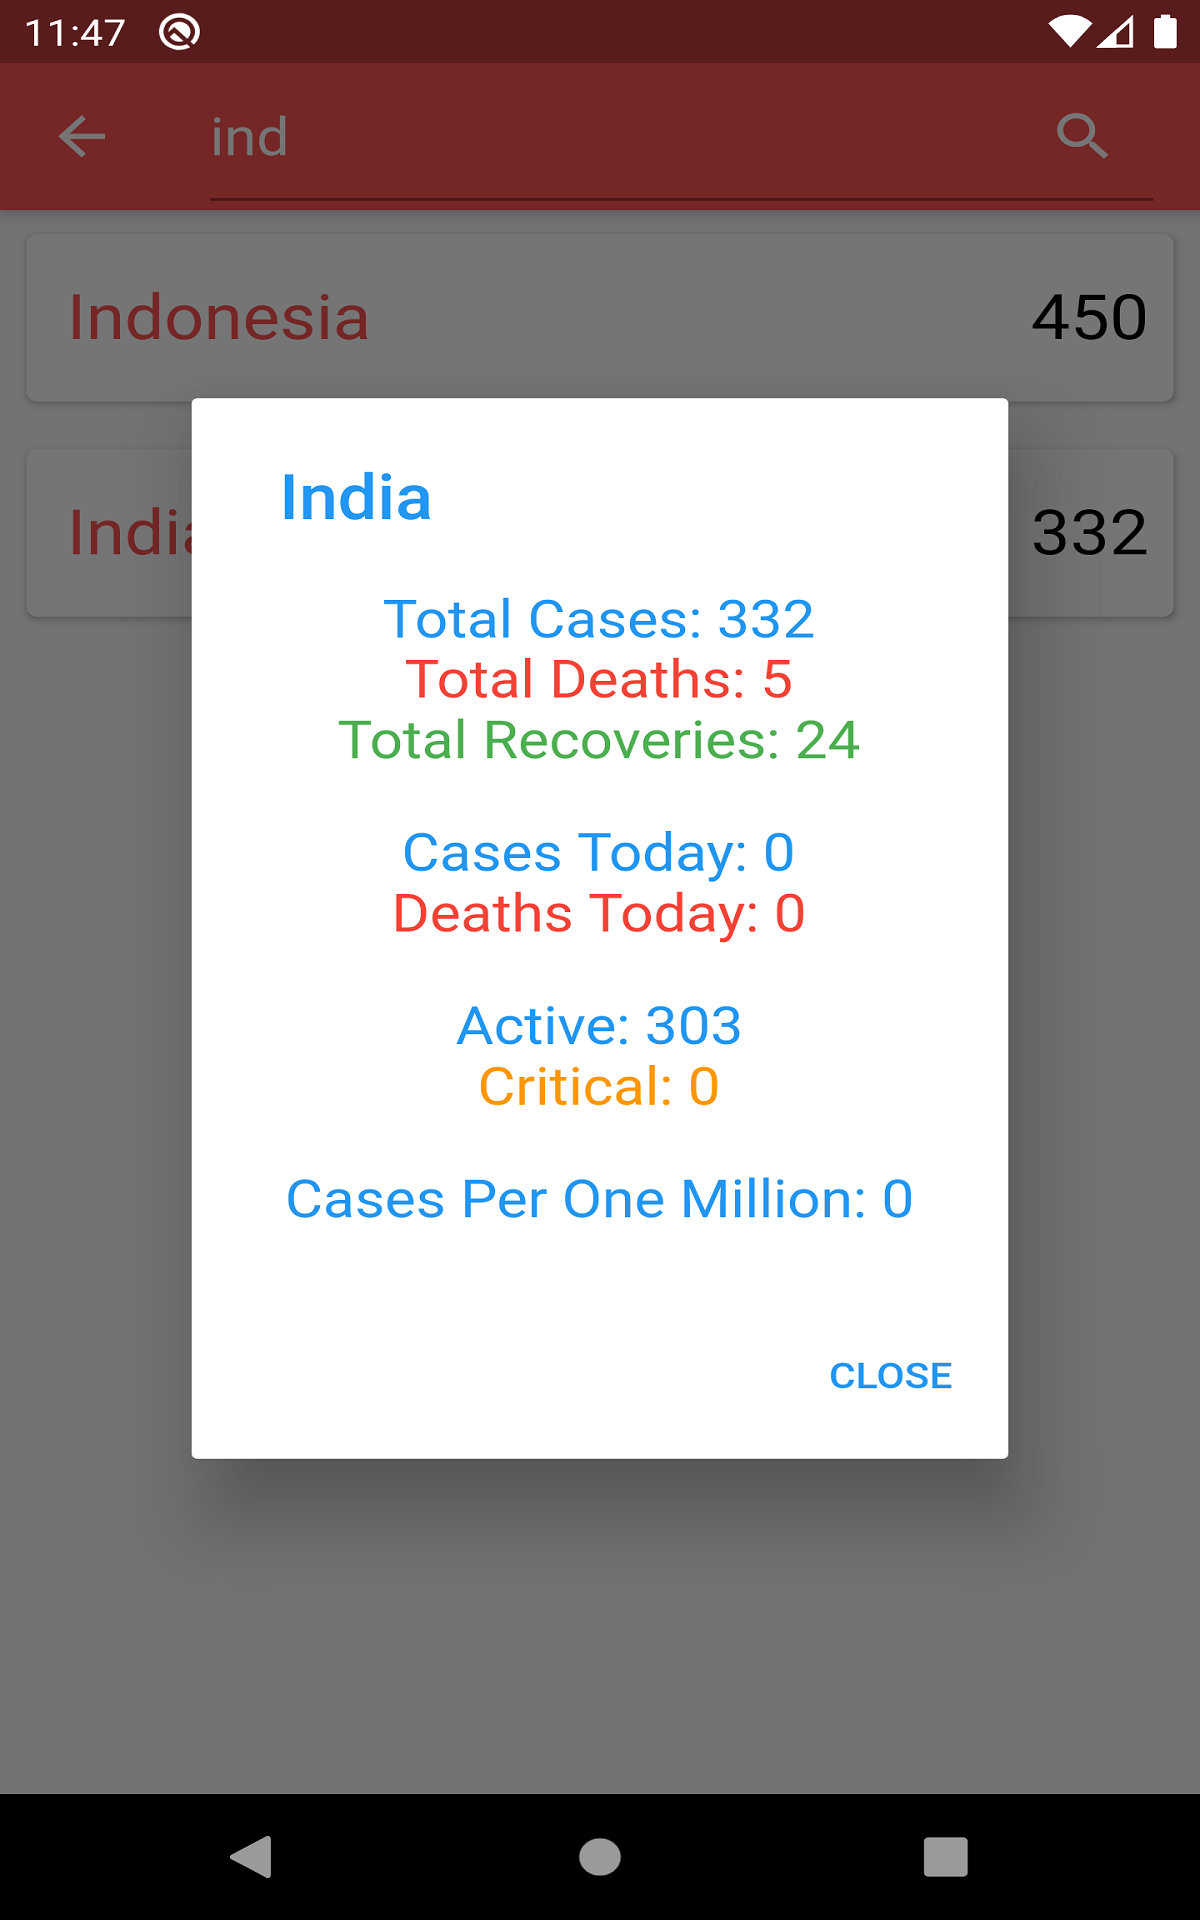 11:47
ind
Indonesia 450
India 332
India
Total Cases: 332
Total Deaths: 5
Total Recoveries: 24
Cases Today: 0
Deaths Today: 0
Active: 303
Critical: 0
Cases Per One Million: 0
CLOSE